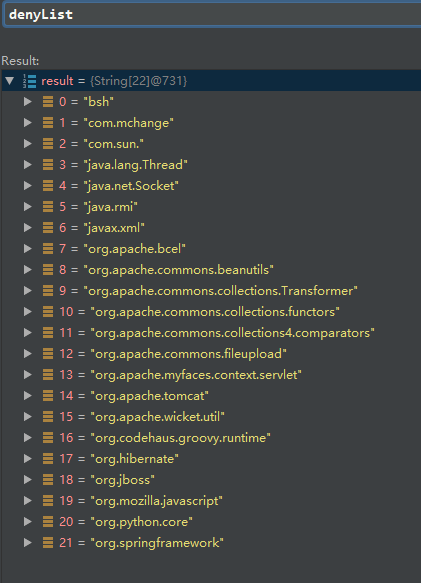 denyList
Result:
result = {String[22]@731}
0 = "bsh"
1 = "com.mchange"
2 = "com.sun."
3 = "java.lang.Thread"
4 = "java.net.Socket"
5 = "java.rmi"
6 = "javax.xml"
7 = "org.apache.bcel"
8 = "org.apache.commons.beanutils"
9 = "org.apache.commons.collections.Transformer"
10 = "org.apache.commons.collections.functors"
11 = "org.apache.commons.collections4.comparators"
12 = "org.apache.commons.fileupload"
13 = "org.apache.myfaces.context.servlet"
14 = "org.apache.tomcat"
15 = "org.apache.wicket.util"
16 = "org.codehaus.groovy.runtime"
17 = "org.hibernate"
18 = "org.jboss"
19 = "org.mozilla.javascript"
20 = "org.python.core"
21 = "org.springframework"